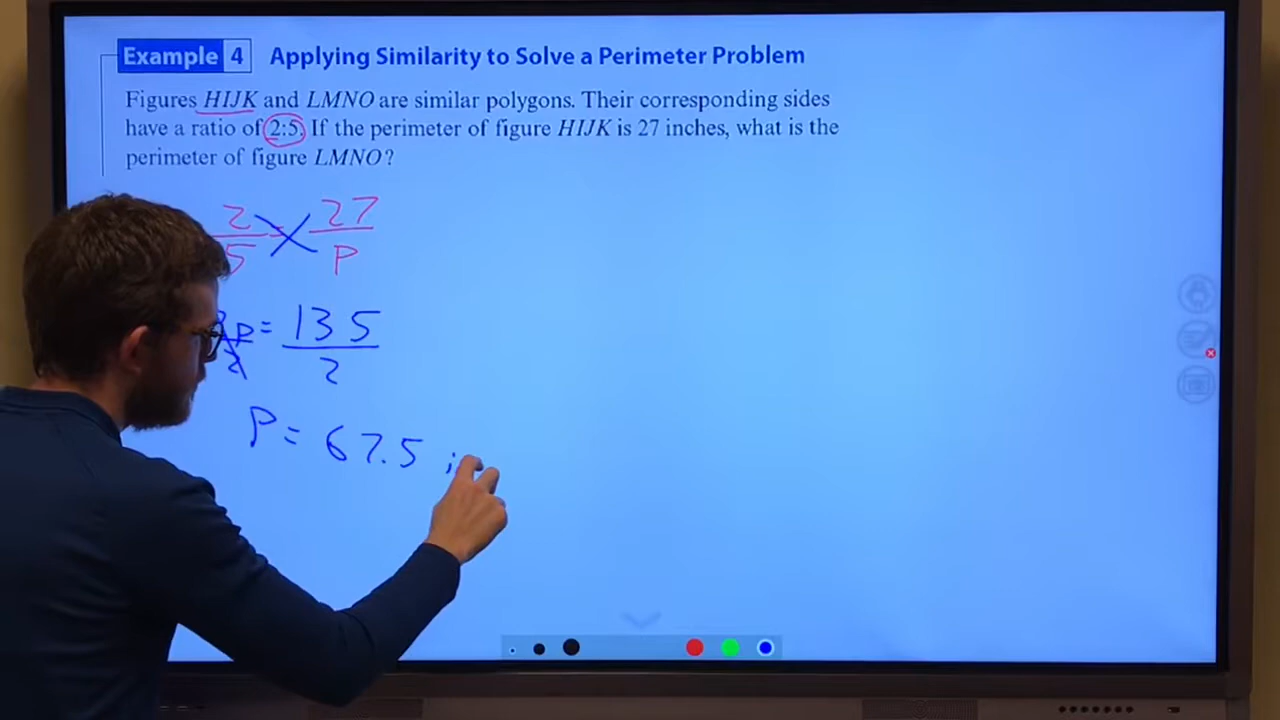 Example 4 Applying Similarity to Solve a Perimeter Problem
Figures HIJK and LMNO are similar polygons. Their corresponding sides
have a ratio of 2:5. If the perimeter of figure HIJK is 27 inches, what is the
perimeter of figure LMNO?
2 27
5 P
2P = 135
2 2
P = 67.5 i